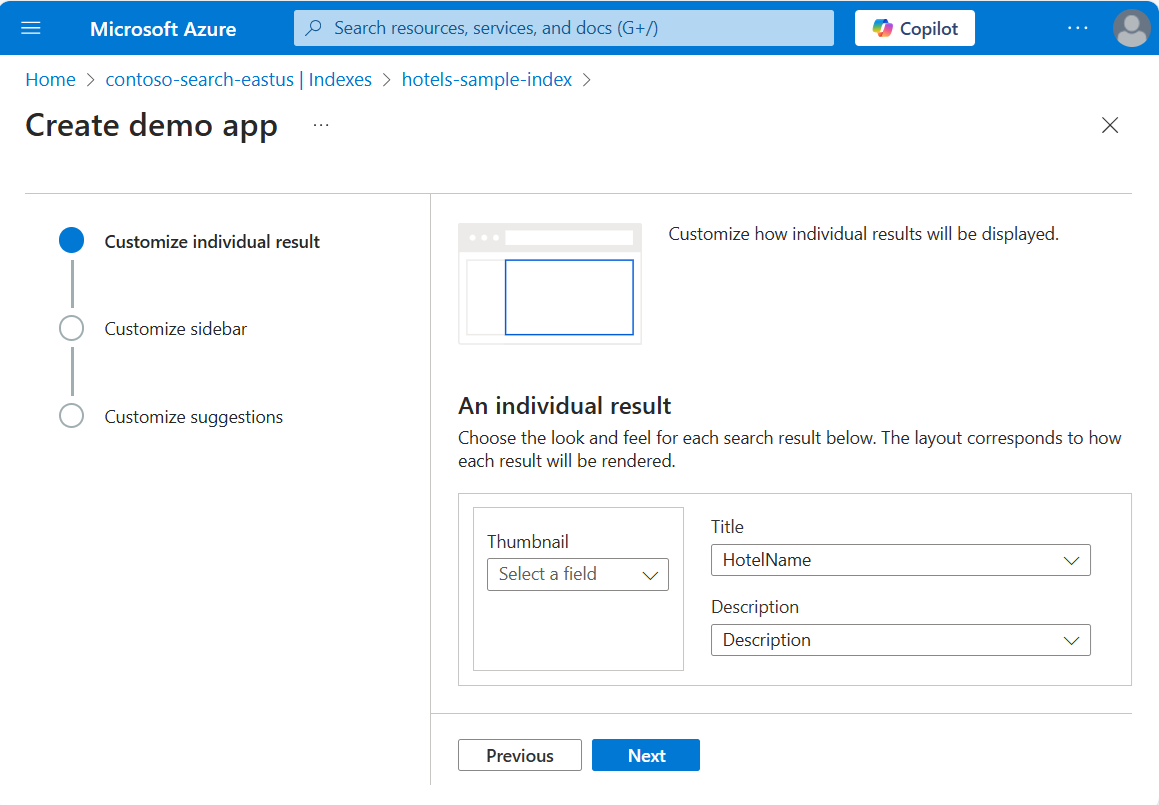 Microsoft Azure
Search resources, services, and docs (G+/)
Copilot
Home > contoso-search-eastus | Indexes > hotels-sample-index >
Create demo app ...
Customize individual result
Customize sidebar
Customize suggestions
Customize how individual results will be displayed.
An individual result
Choose the look and feel for each search result below. The layout corresponds to how
each result will be rendered.
Thumbnail
Select a field
Title
HotelName
Description
Description
Previous
Next